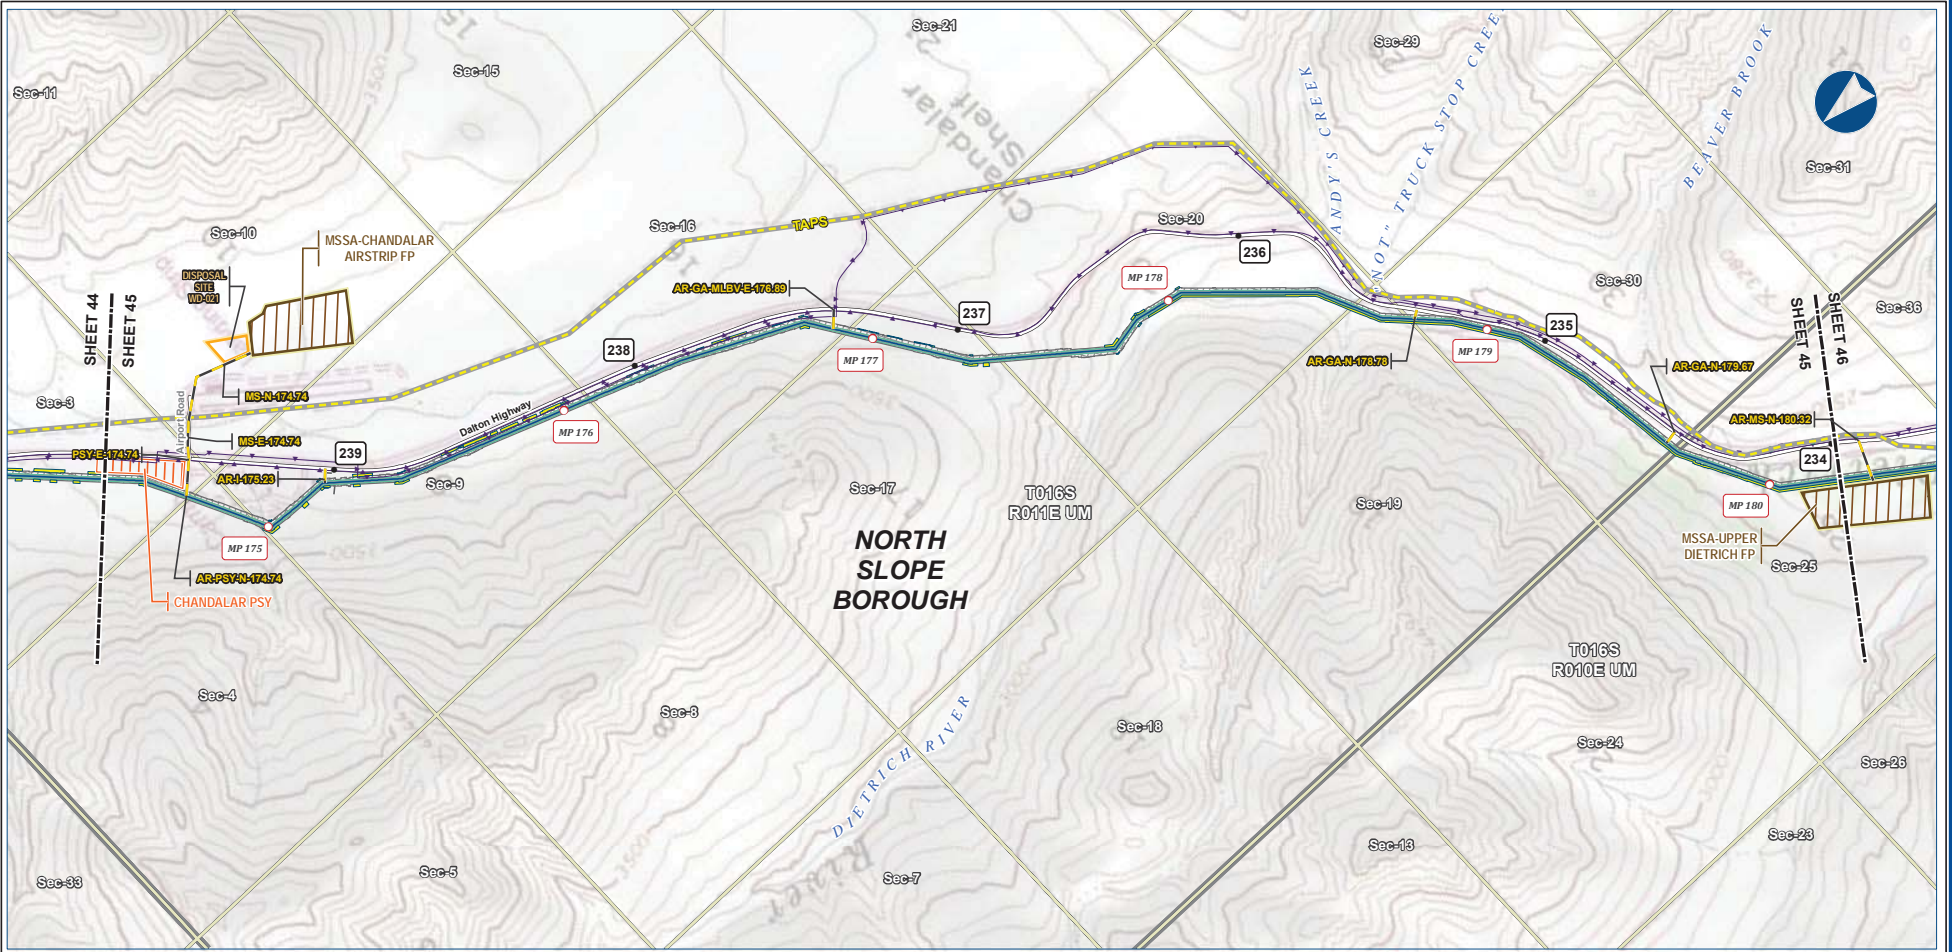 Sec-21
Sec-29
Sec-15
Sec-11
Sec-31
Sec-10
Sec-16
Sec-20
Sec-30
Sec-36
Sec-3
Sec-9
Sec-17
Sec-19
Sec-25
Sec-4
Sec-8
Sec-18
Sec-24
Sec-26
Sec-33
Sec-5
Sec-7
Sec-13
Sec-23
ANDY'S CREEK
"NOT" TRUCK STOP CREEK
BEAVER BROOK
DIETRICH RIVER
Chandalar
Shelf
MSSA-CHANDALAR
AIRSTRIP FP
DISPOSAL
SITE
WD-021
SHEET 44
SHEET 45
TAPS
AR-GA-MLBV-E-176.89
MP 178
236
237
238
235
MP 177
MP 179
AR-GA-N-178.78
AR-GA-N-179.67
SHEET 45
SHEET 46
AR-MS-N-180.32
234
MS-N-174.74
Airport Road
MS-E-174.74
PSY-E-174.74
239
AR-I-175.23
Dalton Highway
MP 176
MP 175
AR-PSY-N-174.74
CHANDALAR PSY
T016S
R011E UM
NORTH
SLOPE
BOROUGH
MP 180
MSSA-UPPER
DIETRICH FP
T016S
R010E UM
1500
1500
1500
River
X 3280